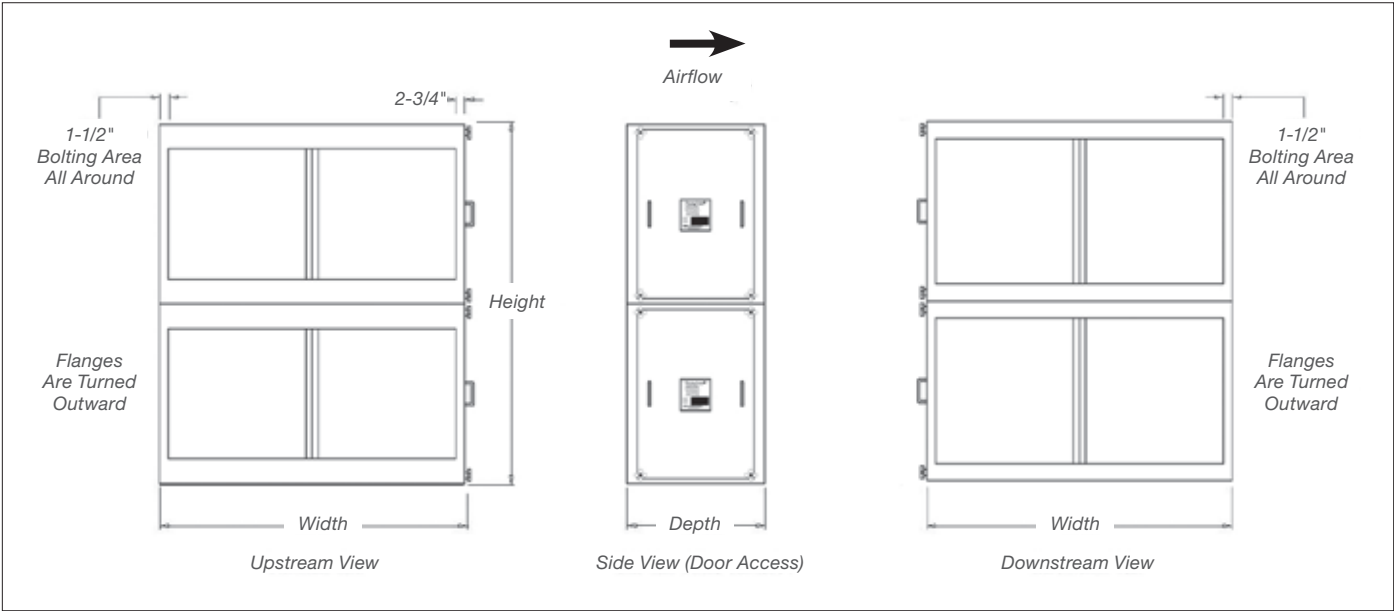 Airflow
2-3/4"
1-1/2"
Bolting Area
All Around
1-1/2"
Bolting Area
All Around
Height
Flanges
Are Turned
Outward
Flanges
Are Turned
Outward
Width
Depth
Width
Upstream View
Side View (Door Access)
Downstream View